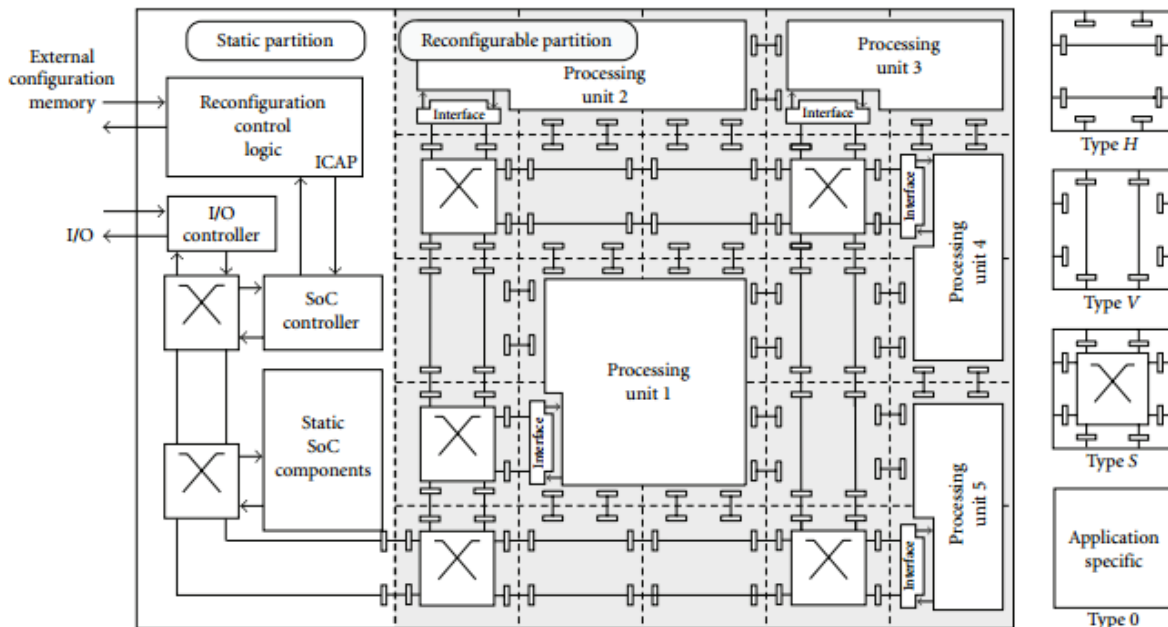 Static partition
Reconfigurable partition
External
configuration
memory
Reconfiguration
control
logic
ICAP
I/O
controller
I/O
SoC
controller
Static
SoC
components
Processing
unit 2
Interface
Processing
unit 3
Interface
Interface
Processing
unit 4
Processing
unit 1
Interface
Processing
unit 5
Interface
Type H
Type V
Type S
Application
specific
Type 0